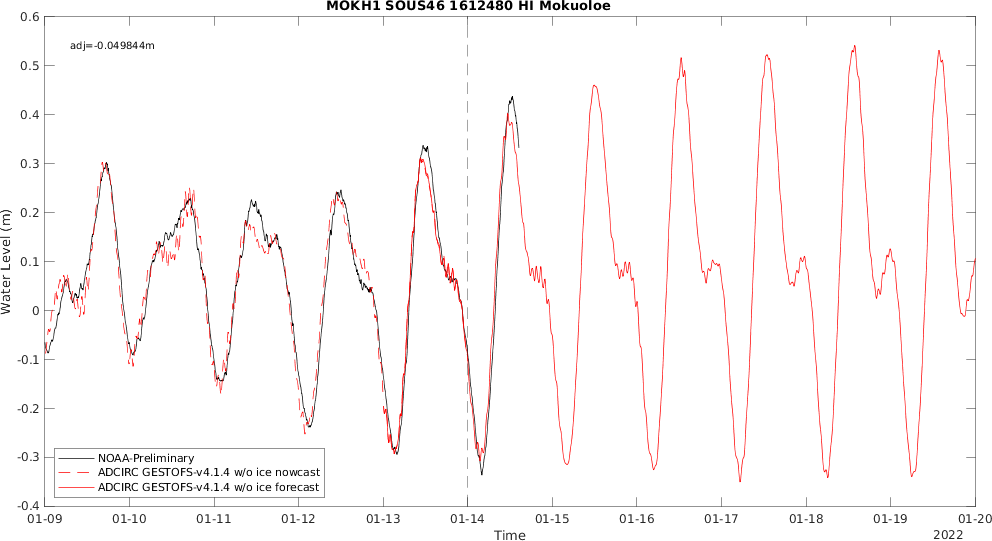 MOKH1 SOUS46 1612480 HI Mokuoloe
adj=-0.049844m
0.6
0.5
0.4
0.3
0.2
0.1
0
-0.1
-0.2
-0.3
-0.4
Water Level (m)
NOAA-Preliminary
ADCIRC GESTOFS-v4.1.4 w/o ice nowcast
ADCIRC GESTOFS-v4.1.4 w/o ice forecast
01-09 01-10 01-11 01-12 01-13 01-14 01-15 01-16 01-17 01-18 01-19 01-20
Time
2022